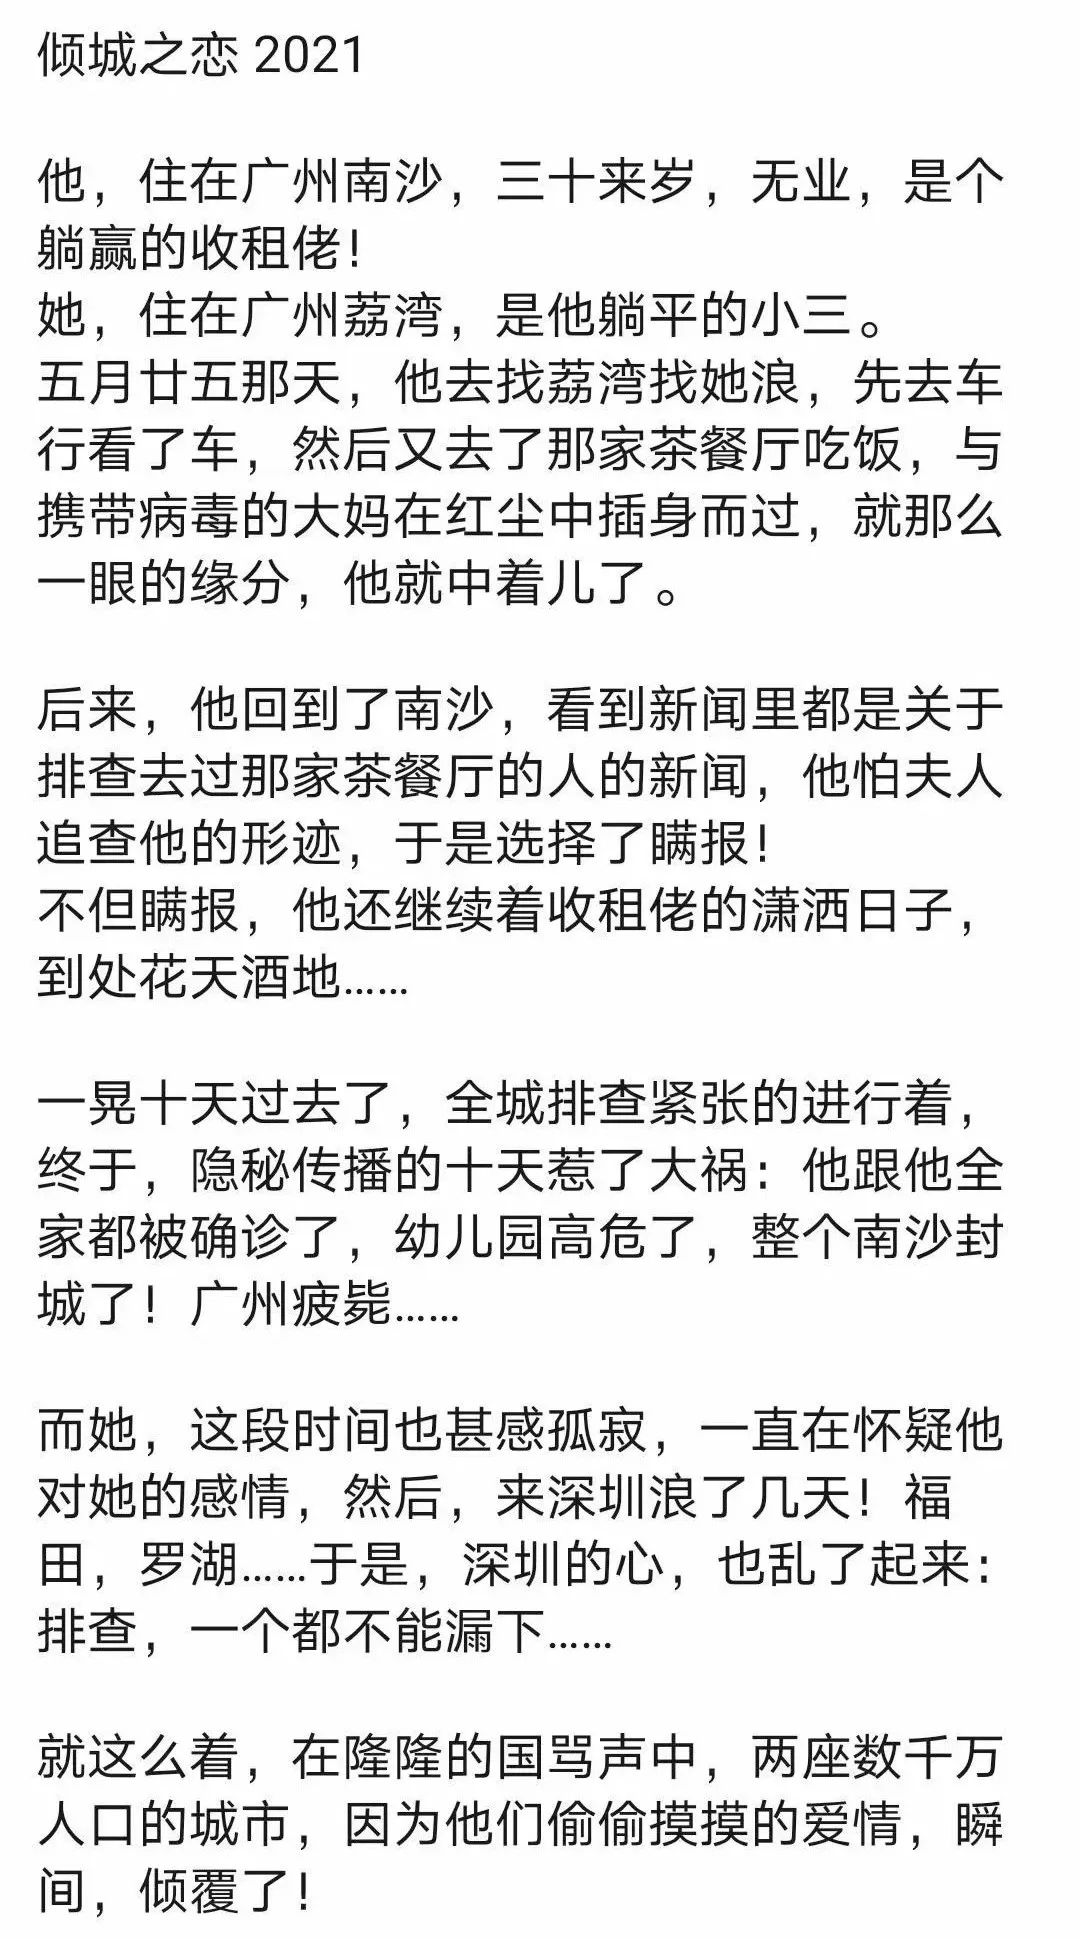 倾城之恋 2021
他，住在广州南沙，三十来岁，无业，是个
躺赢的收租佬！
她，住在广州荔湾，是他躺平的小三。
五月廿五那天，他去找荔湾找她浪，先去车
行看了车，然后又去了那家茶餐厅吃饭，与
携带病毒的大妈在红尘中插身而过，就那么
一眼的缘分，他就中着儿了。
后来，他回到了南沙，看到新闻里都是关于
排查去过那家茶餐厅的人的新闻，他怕夫人
追查他的形迹，于是选择了瞒报！
不但瞒报，他还继续着收租佬的潇洒日子，
到处花天酒地……
一晃十天过去了，全城排查紧张的进行着，
终于，隐秘传播的十天惹了大祸：他跟他全
家都被确诊了，幼儿园高危了，整个南沙封
城了！广州疲毙……
而她，这段时间也甚感孤寂，一直在怀疑他
对她的感情，然后，来深圳浪了几天！福
田，罗湖……于是，深圳的心，也乱了起来：
排查，一个都不能漏下……
就这么着，在隆隆的国骂声中，两座数千万
人口的城市，因为他们偷偷摸摸的爱情，瞬
间，倾覆了！